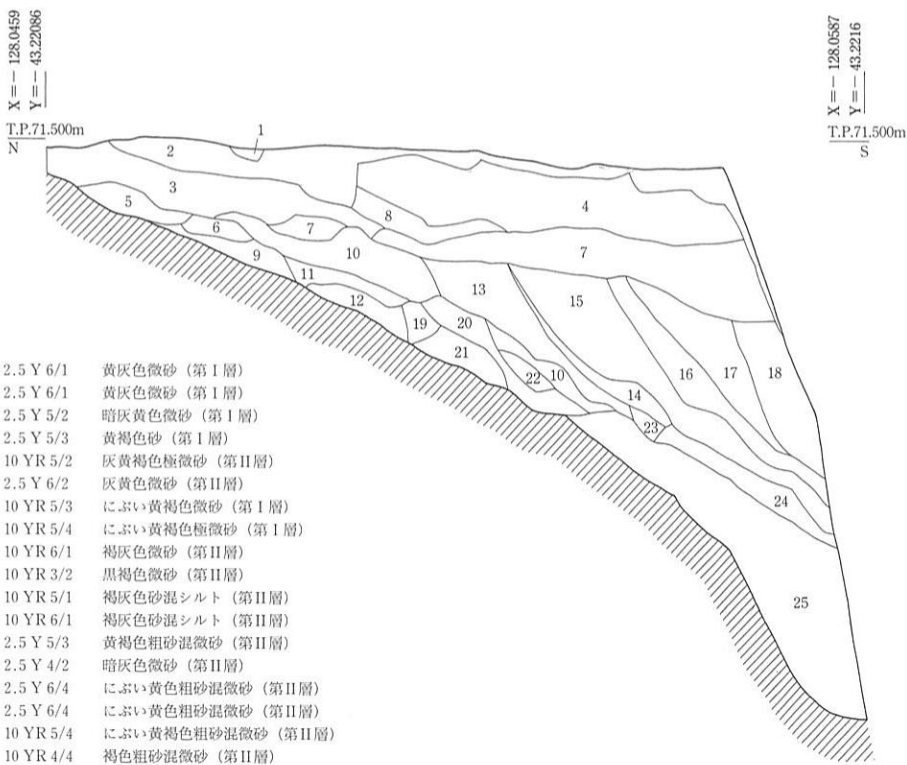 X=－128.0459
Y=－43.22086
T.P.71.500m
N
X=－128.0587
Y=－43.2216
T.P.71.500m
S
1
2
3
4
5
6
7
8
7
9
10
11
12
13
15
16
17
18
19
20
21
22
10
14
23
24
25
2.5 Y 6/1 黄灰色微砂（第Ⅰ層）
2.5 Y 6/1 黄灰色微砂（第Ⅰ層）
2.5 Y 5/2 暗灰黄色微砂（第Ⅰ層）
2.5 Y 5/3 黄褐色砂（第Ⅰ層）
10 YR 5/2 灰黄褐色極微砂（第Ⅱ層）
2.5 Y 6/2 灰黄色微砂（第Ⅱ層）
10 YR 5/3 にぶい黄褐色微砂（第Ⅰ層）
10 YR 5/4 にぶい黄褐色極微砂（第Ⅰ層）
10 YR 6/1 褐灰色微砂（第Ⅱ層）
10 YR 3/2 黒褐色微砂（第Ⅱ層）
10 YR 5/1 褐灰色砂混シルト（第Ⅱ層）
10 YR 6/1 褐灰色砂混シルト（第Ⅱ層）
2.5 Y 5/3 黄褐色粗砂混微砂（第Ⅱ層）
2.5 Y 4/2 暗灰色微砂（第Ⅱ層）
2.5 Y 6/4 にぶい黄色粗砂混微砂（第Ⅱ層）
2.5 Y 6/4 にぶい黄色粗砂混微砂（第Ⅱ層）
10 YR 5/4 にぶい黄褐色粗砂混微砂（第Ⅱ層）
10 YR 4/4 褐色粗砂混微砂（第Ⅱ層）